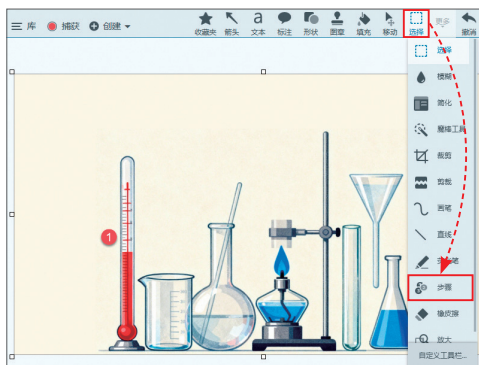 库 捕获 创建
收藏夹 箭头 文本 标注 形状 图章 填充 移动 选择 更多 撤消
a
选择
模糊
简化
魔墙工具
裁剪
剪裁
画笔
直线
步骤
橡皮擦
放大
自定义工具栏...
1